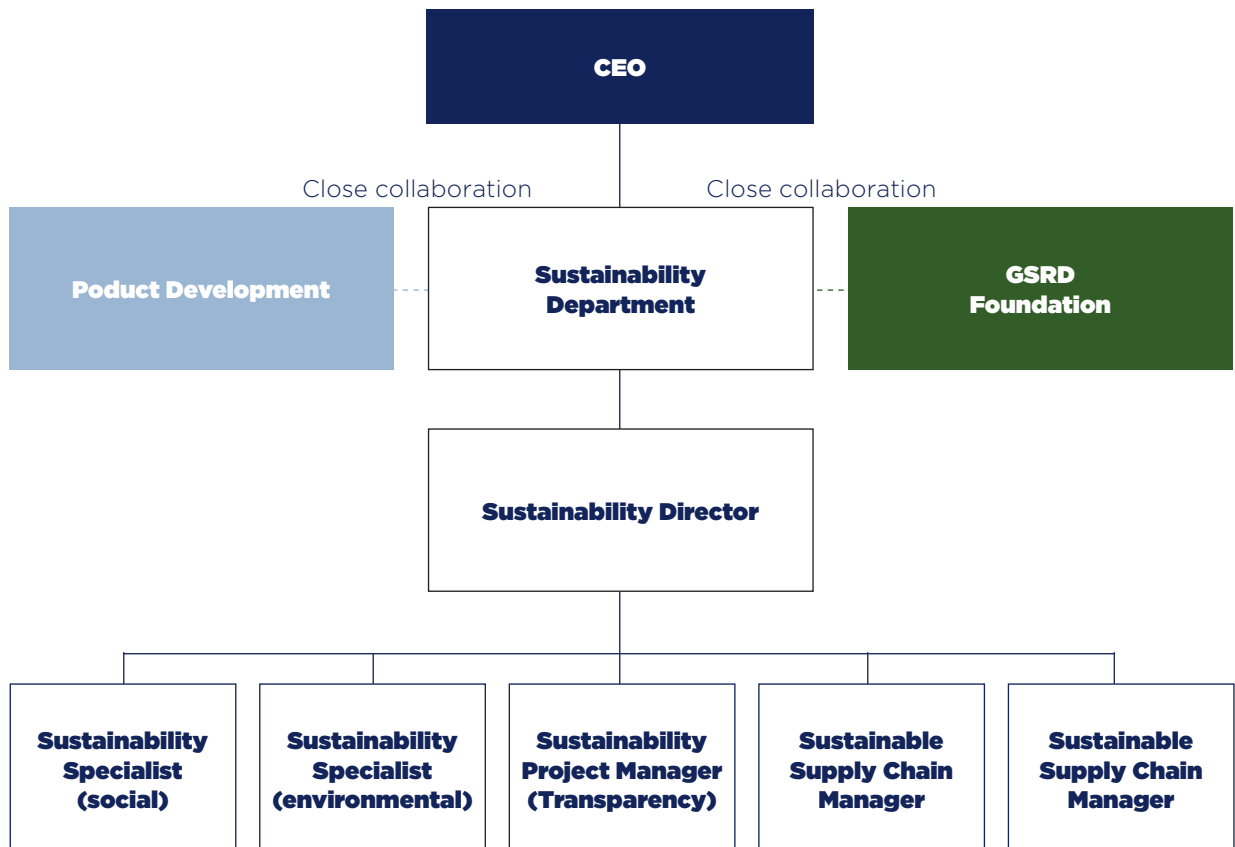 CEO
Close collaboration
Close collaboration
Poduct Development
Sustainability
Department
GSRD
Foundation
Sustainability Director
Sustainability
Specialist
(social)
Sustainability
Specialist
(environmental)
Sustainability
Project Manager
(Transparency)
Sustainable
Supply Chain
Manager
Sustainable
Supply Chain
Manager